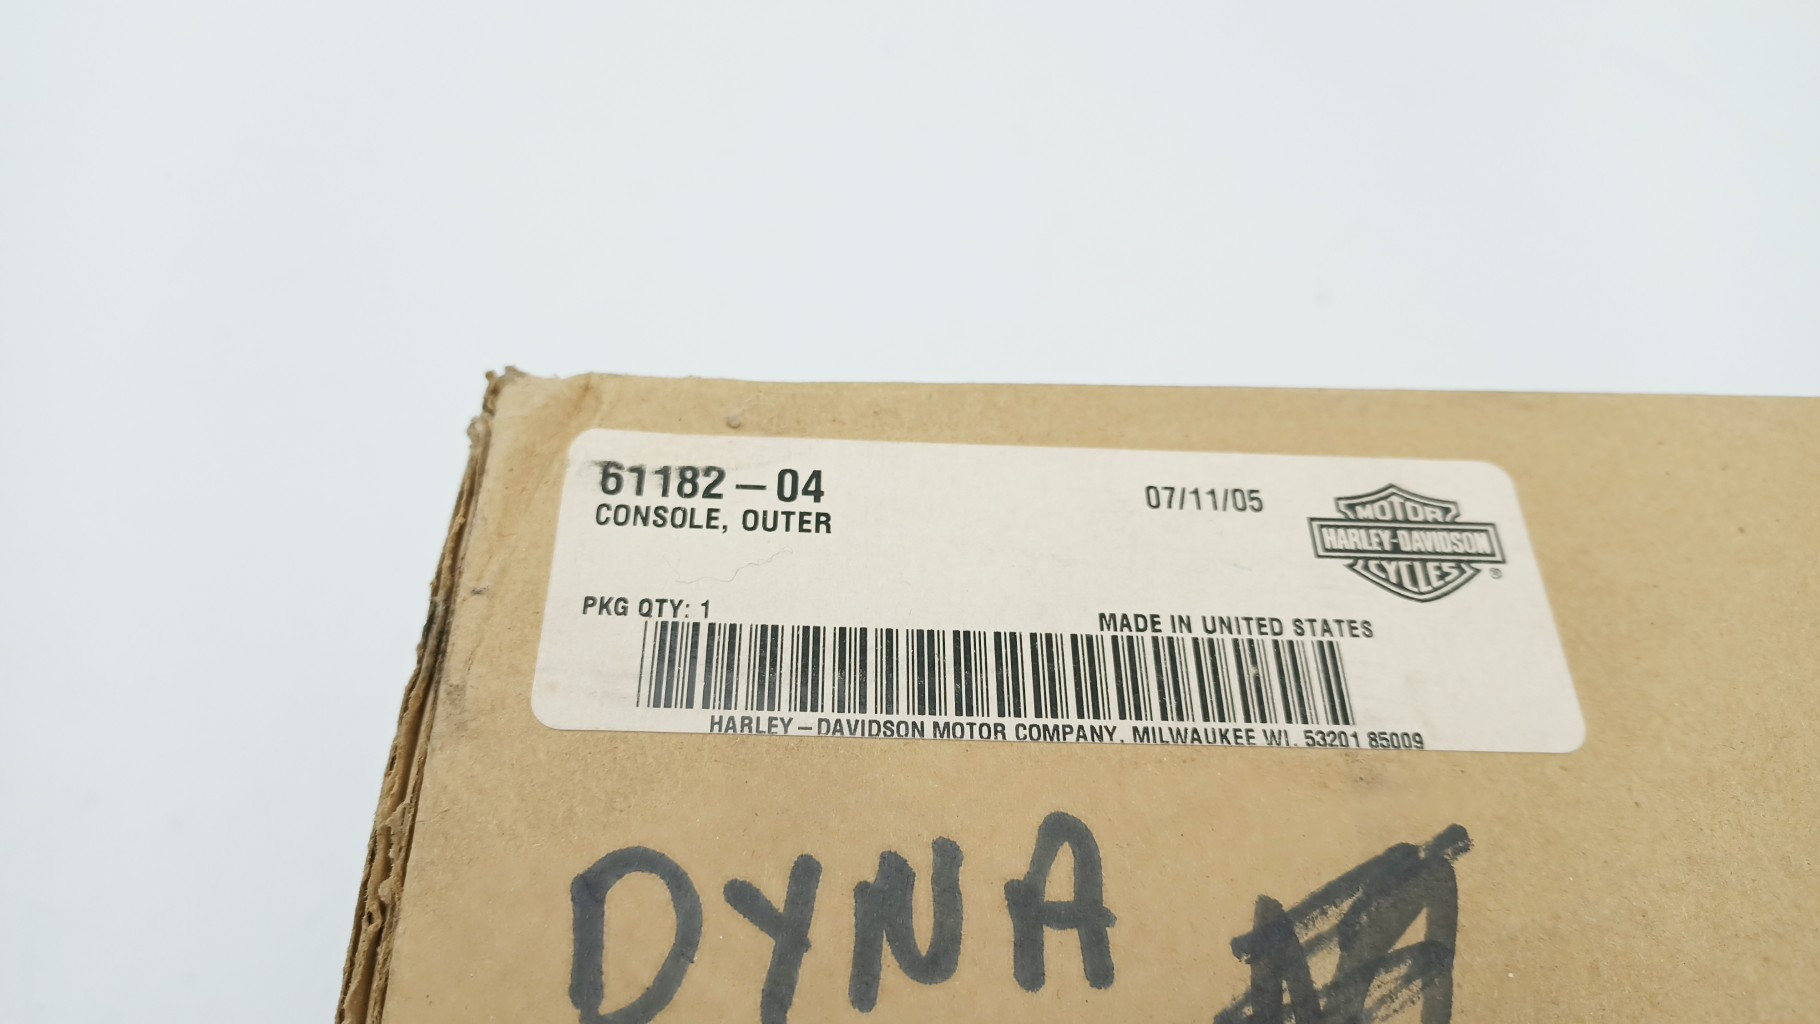 61182-04
CONSOLE, OUTER
07/11/05
MOTOR
HARLEY-DAVIDSON
CYCLES
®
PKG QTY: 1
MADE IN UNITED STATES
HARLEY-DAVIDSON MOTOR COMPANY, MILWAUKEE WI. 53201 85009
DYNA